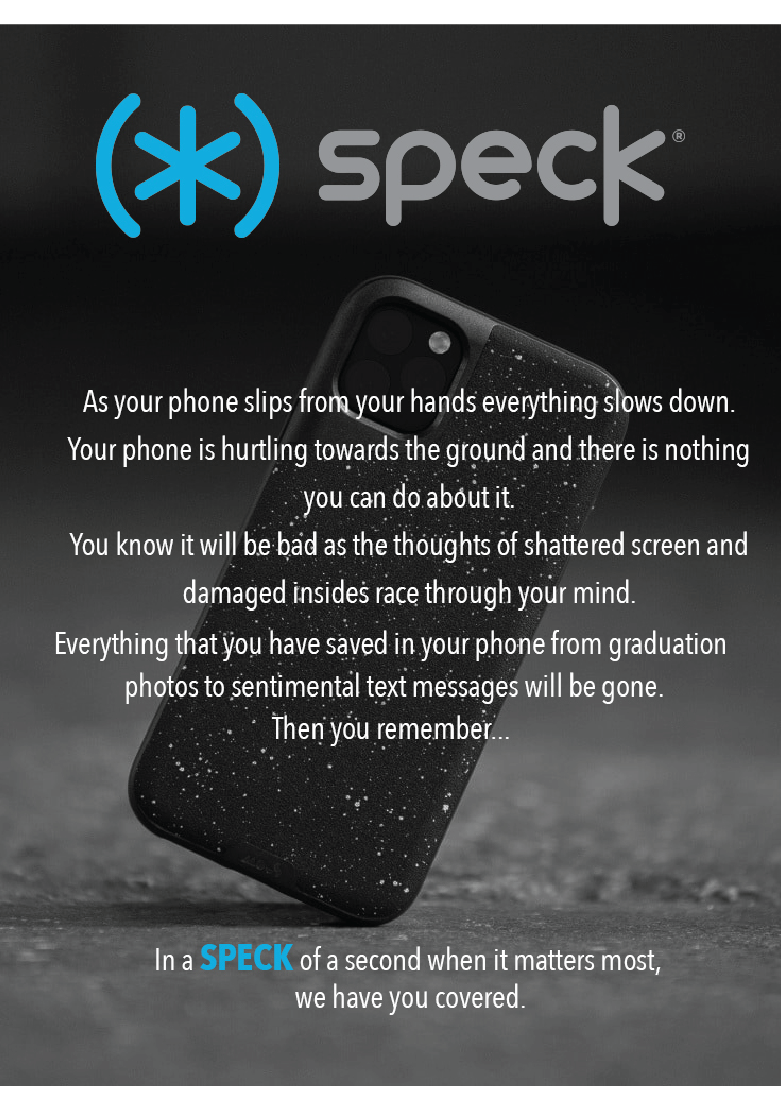 (*) speck®
As your phone slips from your hands everything slows down.
Your phone is hurtling towards the ground and there is nothing
you can do about it.
You know it will be bad as the thoughts of shattered screen and
damaged insides race through your mind.
Everything that you have saved in your phone from graduation
photos to sentimental text messages will be gone.
Then you remember...
In a SPECK of a second when it matters most,
we have you covered.